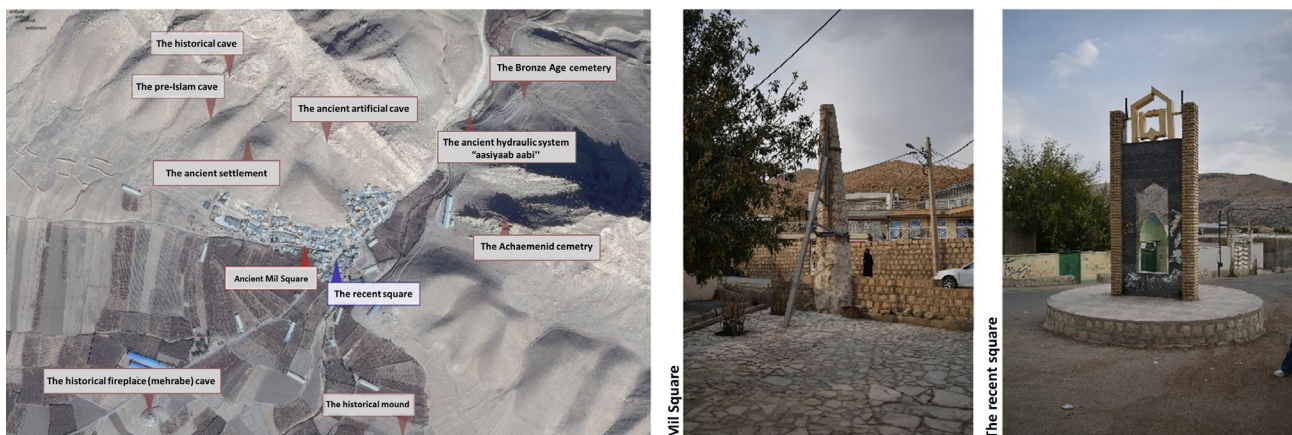 The historical cave
The Bronze Age cemetery
The pre-Islam cave
The ancient artificial cave
The ancient hydraulic system
“aasiyaab aabi''
The ancient settlement
The Achaemenid cemetry
Ancient Mil Square
The recent square
The historical fireplace (mehrabe) cave
The historical mound
Mil Square
The recent square